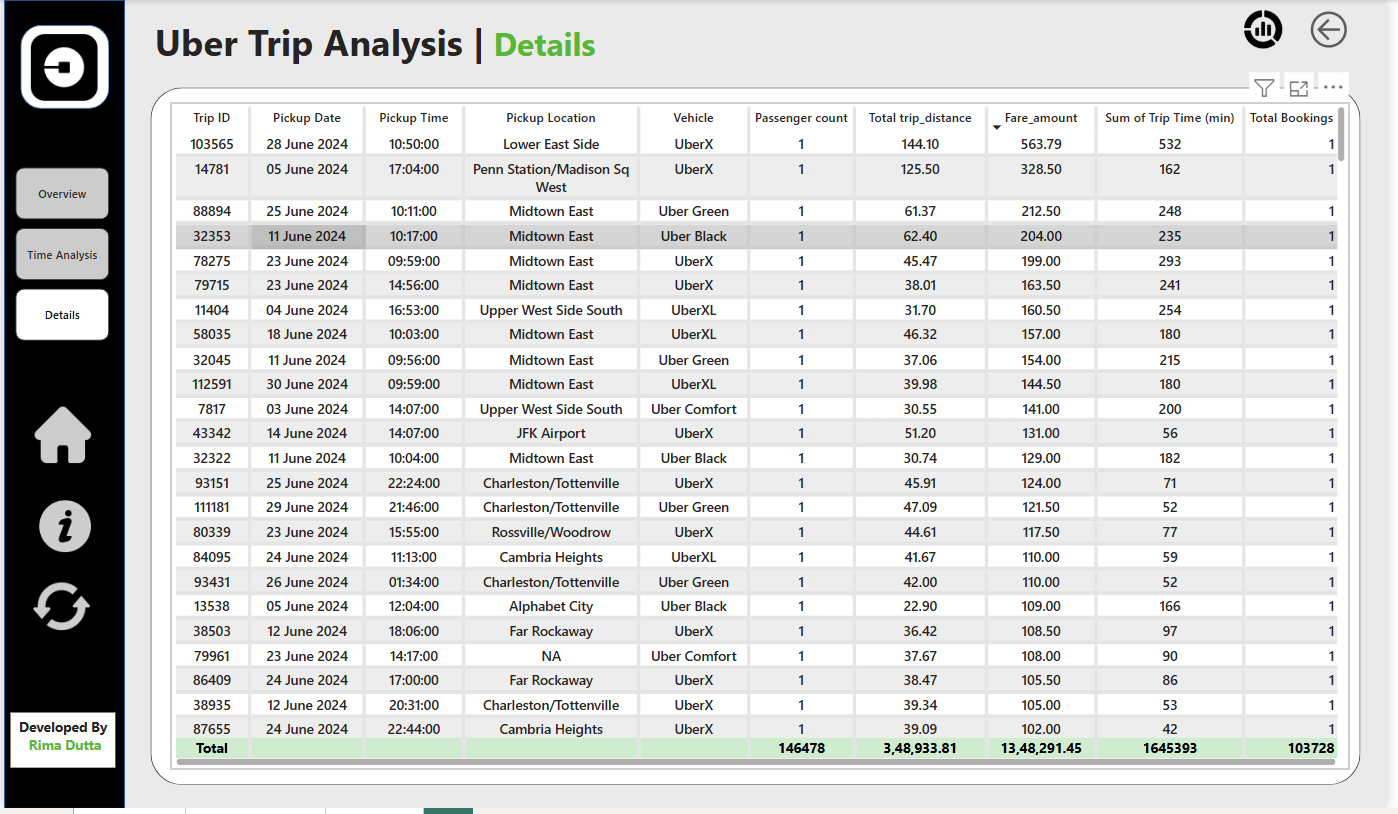 Uber Trip Analysis | Details
Overview
Time Analysis
Details
Developed By
Rima Dutta
Trip ID Pickup Date Pickup Time Pickup Location Vehicle Passenger count Total trip_distance Fare_amount Sum of Trip Time (min) Total Bookings
103565 28 June 2024 10:50:00 Lower East Side UberX 1 144.10 563.79 532 1
14781 05 June 2024 17:04:00 Penn Station/Madison Sq UberX 1 125.50 328.50 162 1
West
88894 25 June 2024 10:11:00 Midtown East Uber Green 1 61.37 212.50 248 1
32353 11 June 2024 10:17:00 Midtown East Uber Black 1 62.40 204.00 235 1
78275 23 June 2024 09:59:00 Midtown East UberX 1 45.47 199.00 293 1
79715 23 June 2024 14:56:00 Midtown East UberX 1 38.01 163.50 241 1
11404 04 June 2024 16:53:00 Upper West Side South UberXL 1 31.70 160.50 254 1
58035 18 June 2024 10:03:00 Midtown East UberXL 1 46.32 157.00 180 1
32045 11 June 2024 09:56:00 Midtown East Uber Green 1 37.06 154.00 215 1
112591 30 June 2024 09:59:00 Midtown East UberXL 1 39.98 144.50 180 1
7817 03 June 2024 14:07:00 Upper West Side South Uber Comfort 1 30.55 141.00 200 1
43342 14 June 2024 14:07:00 JFK Airport UberX 1 51.20 131.00 56 1
32322 11 June 2024 10:04:00 Midtown East Uber Black 1 30.74 129.00 182 1
93151 25 June 2024 22:24:00 Charleston/Tottenville UberX 1 45.91 124.00 71 1
111181 29 June 2024 21:46:00 Charleston/Tottenville Uber Green 1 47.09 121.50 52 1
80339 23 June 2024 15:55:00 Rossville/Woodrow UberX 1 44.61 117.50 77 1
84095 24 June 2024 11:13:00 Cambria Heights UberXL 1 41.67 110.00 59 1
93431 26 June 2024 01:34:00 Charleston/Tottenville Uber Green 1 42.00 110.00 52 1
13538 05 June 2024 12:04:00 Alphabet City Uber Black 1 22.90 109.00 166 1
38503 12 June 2024 18:06:00 Far Rockaway UberX 1 36.42 108.50 97 1
79961 23 June 2024 14:17:00 NA Uber Comfort 1 37.67 108.00 90 1
86409 24 June 2024 17:00:00 Far Rockaway UberX 1 38.47 105.50 86 1
38935 12 June 2024 20:31:00 Charleston/Tottenville UberX 1 39.34 105.00 53 1
87655 24 June 2024 22:44:00 Cambria Heights UberX 1 39.09 102.00 42 1
Total 146478 3,48,933.81 13,48,291.45 1645393 103728